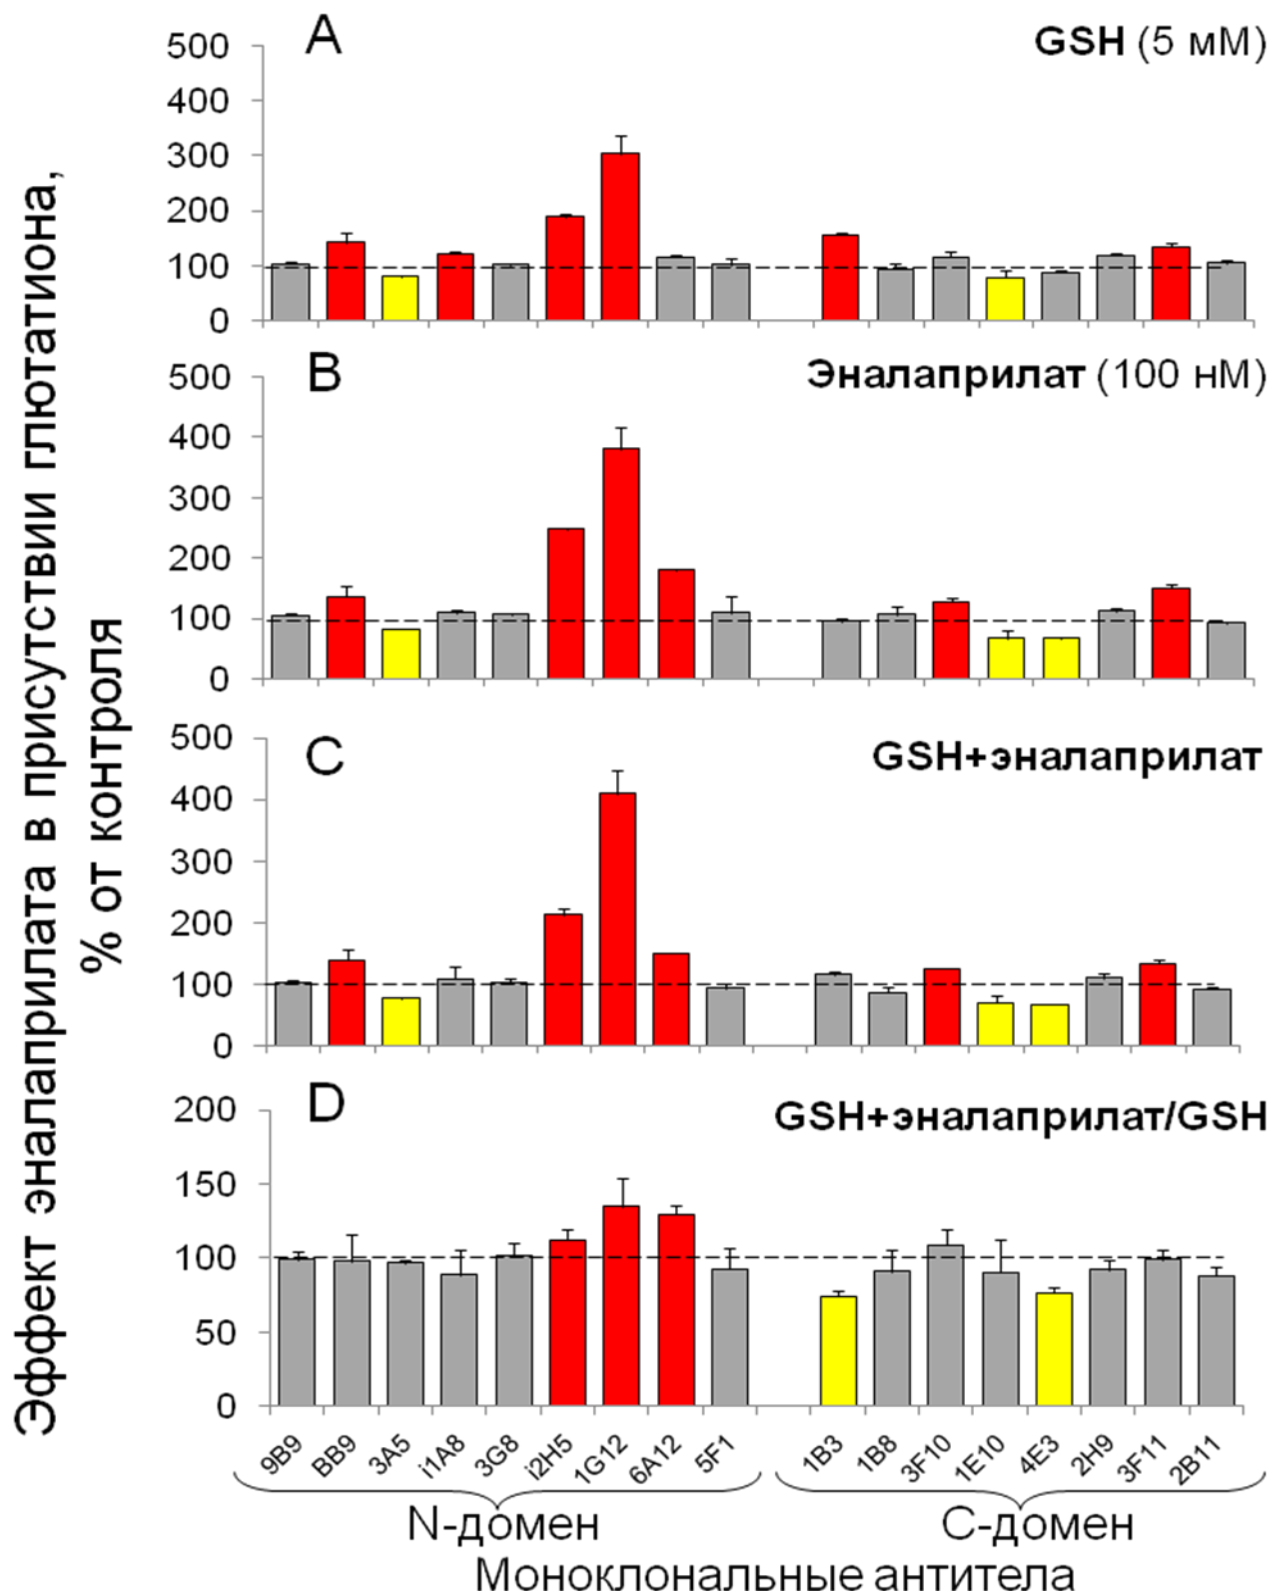 Эффект эналаприлата в присутствии глютатиона,
% от контроля
A
GSH (5 мМ)
500
400
300
200
100
0
B
Эналаприлат (100 нМ)
500
400
300
200
100
0
C
GSH+эналаприлат
500
400
300
200
100
0
D
GSH+эналаприлат/GSH
200
150
100
50
0
9B9 BB9 3A5 i1A8 3G8 i2H5 1G12 6A12 5F1 1B3 1B8 3F10 1E10 4E3 2H9 3F11 2B11
N-домен C-домен
Моноклональные антитела